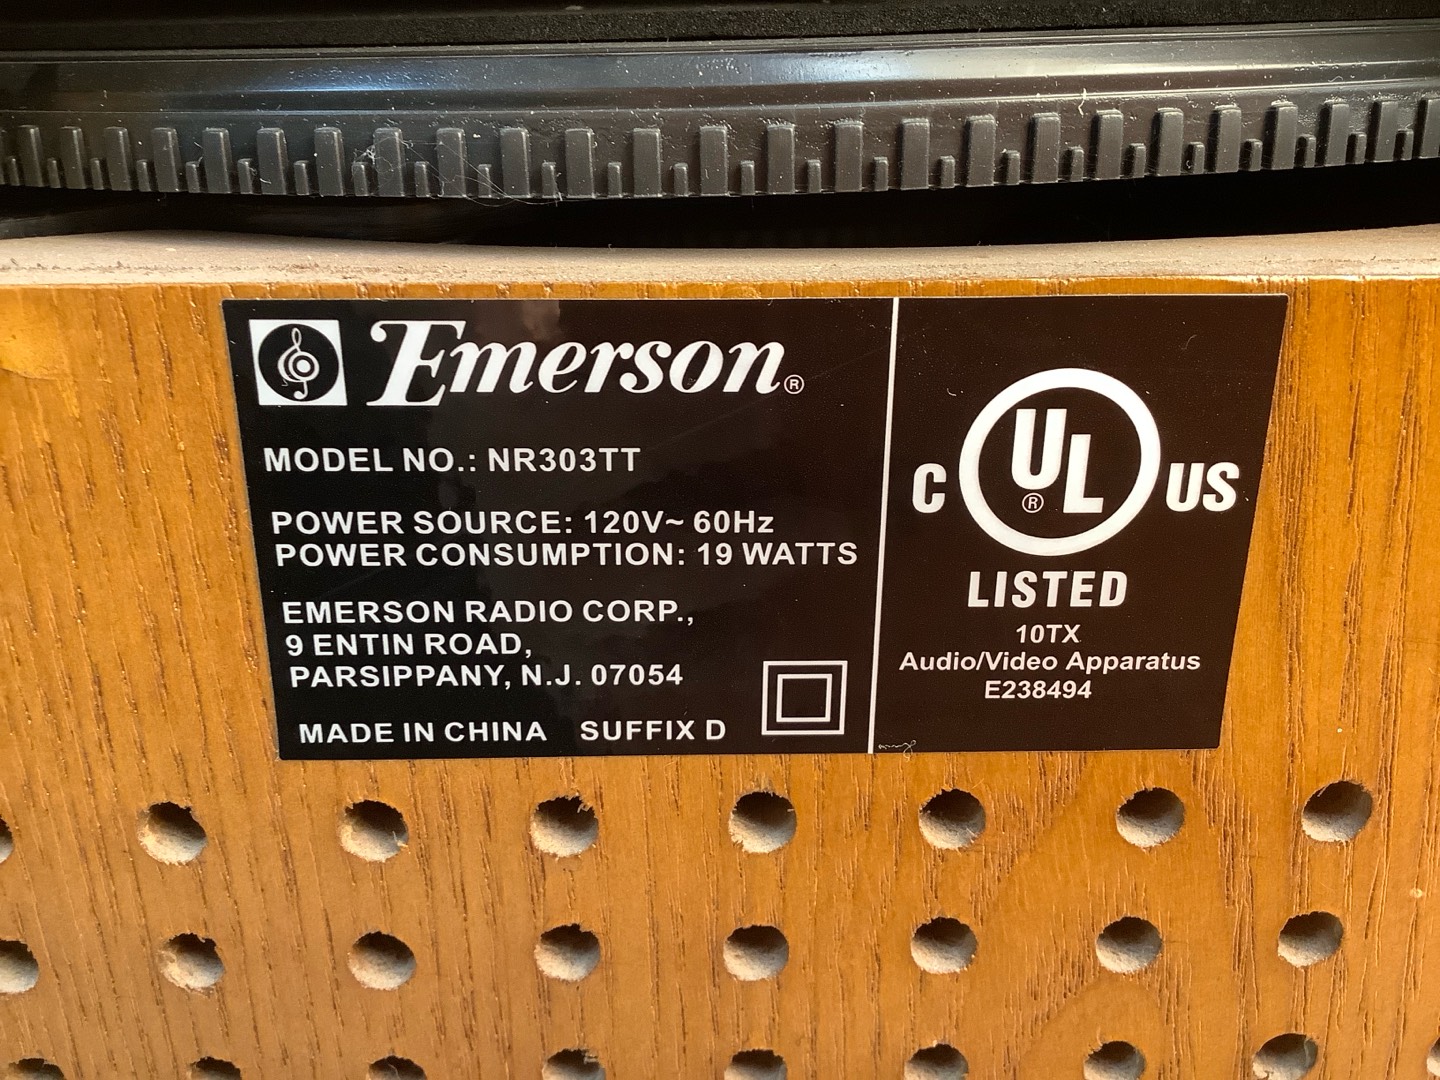 Emerson®
MODEL NO.: NR303TT
POWER SOURCE: 120V~ 60Hz
POWER CONSUMPTION: 19 WATTS
EMERSON RADIO CORP.,
9 ENTIN ROAD,
PARSIPPANY, N.J. 07054
MADE IN CHINA SUFFIX D
C UL® US
LISTED
10TX
Audio/Video Apparatus
E238494